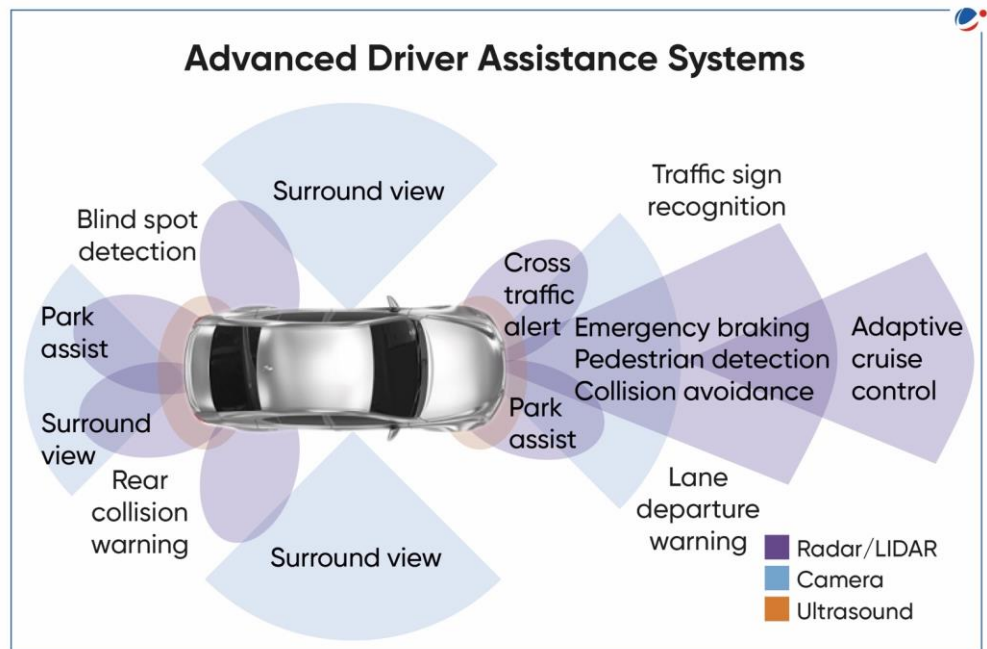 Advanced Driver Assistance Systems
Surround view
Traffic sign
recognition
Blind spot
detection
Cross
traffic
alert
Park
assist
Emergency braking
Pedestrian detection
Collision avoidance
Adaptive
cruise
control
Surround
view
Park
assist
Rear
collision
warning
Lane
departure
warning
Surround view
Radar/LIDAR
Camera
Ultrasound